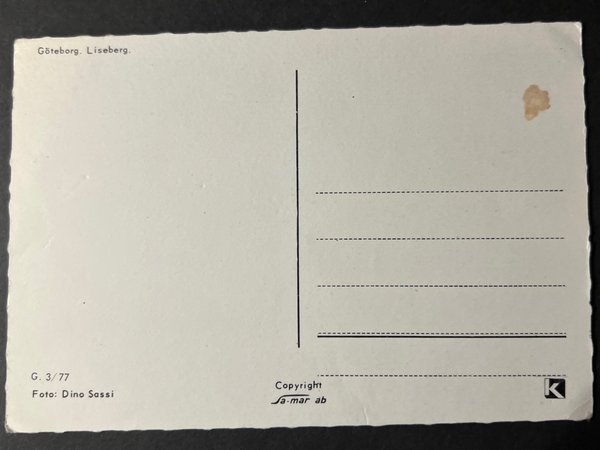 Göteborg. Liseberg.
G. 3/77
Foto: Dino Sassi
Copyright
Sa-mar ab
K